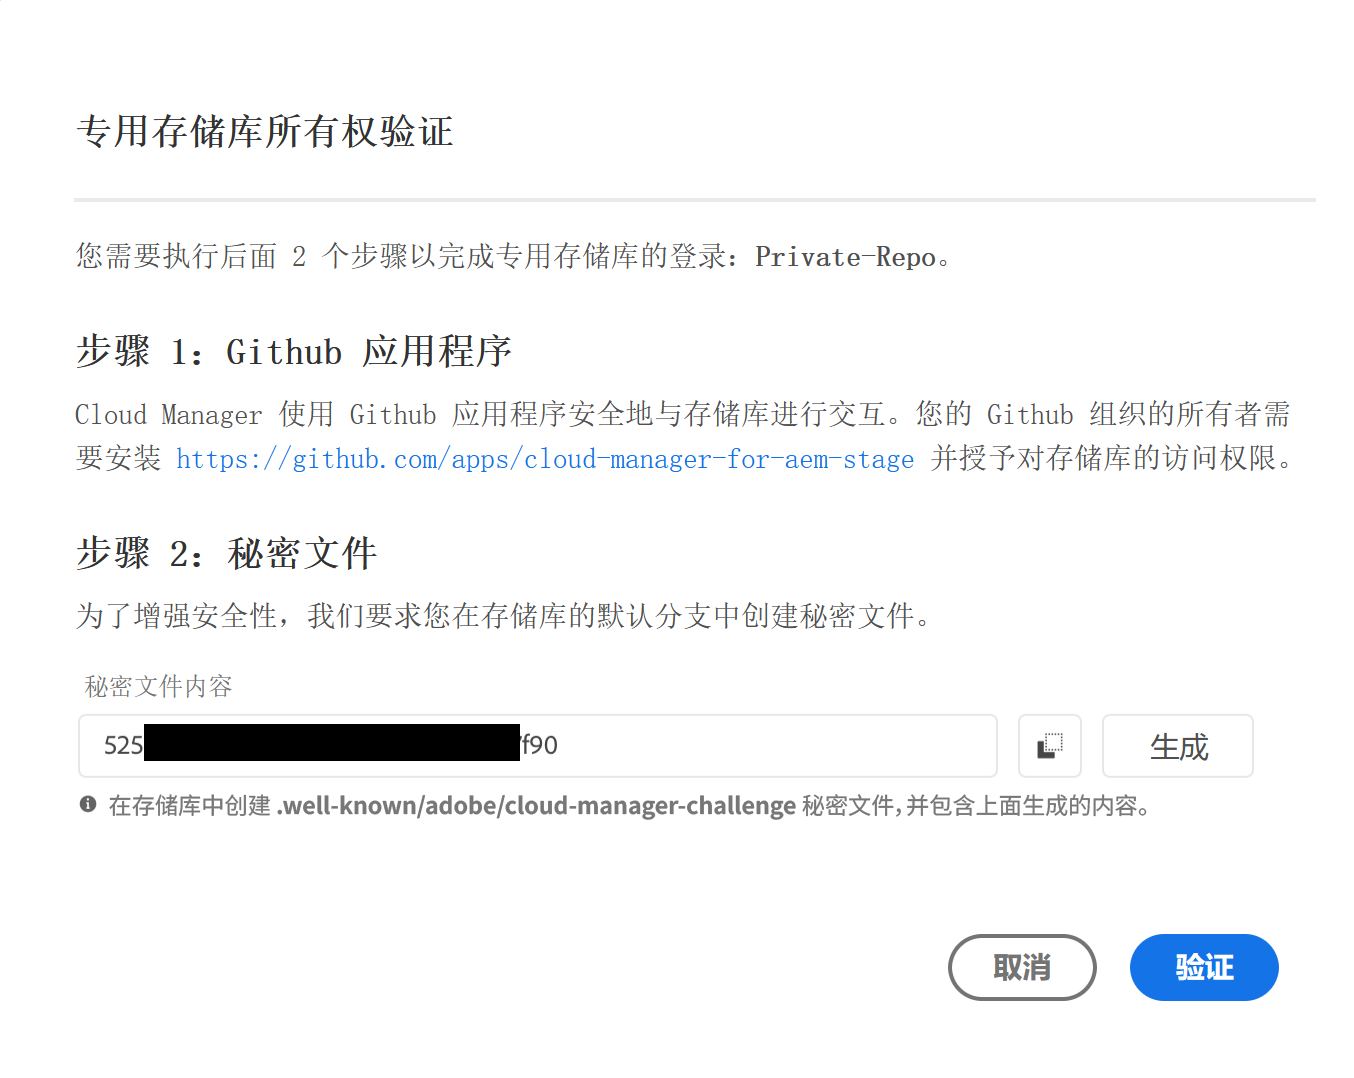 专用存储库所有权验证
您需要执行后面 2 个步骤以完成专用存储库的登录：Private-Repo。
步骤 1：Github 应用程序
Cloud Manager 使用 Github 应用程序安全地与存储库进行交互。您的 Github 组织的所有者需
要安装 https://github.com/apps/cloud-manager-for-aem-stage 并授予对存储库的访问权限。
步骤 2：秘密文件
为了增强安全性，我们要求您在存储库的默认分支中创建秘密文件。
秘密文件内容
525 f90
生成
在存储库中创建 .well-known/adobe/cloud-manager-challenge 秘密文件，并包含上面生成的内容。
取消
验证